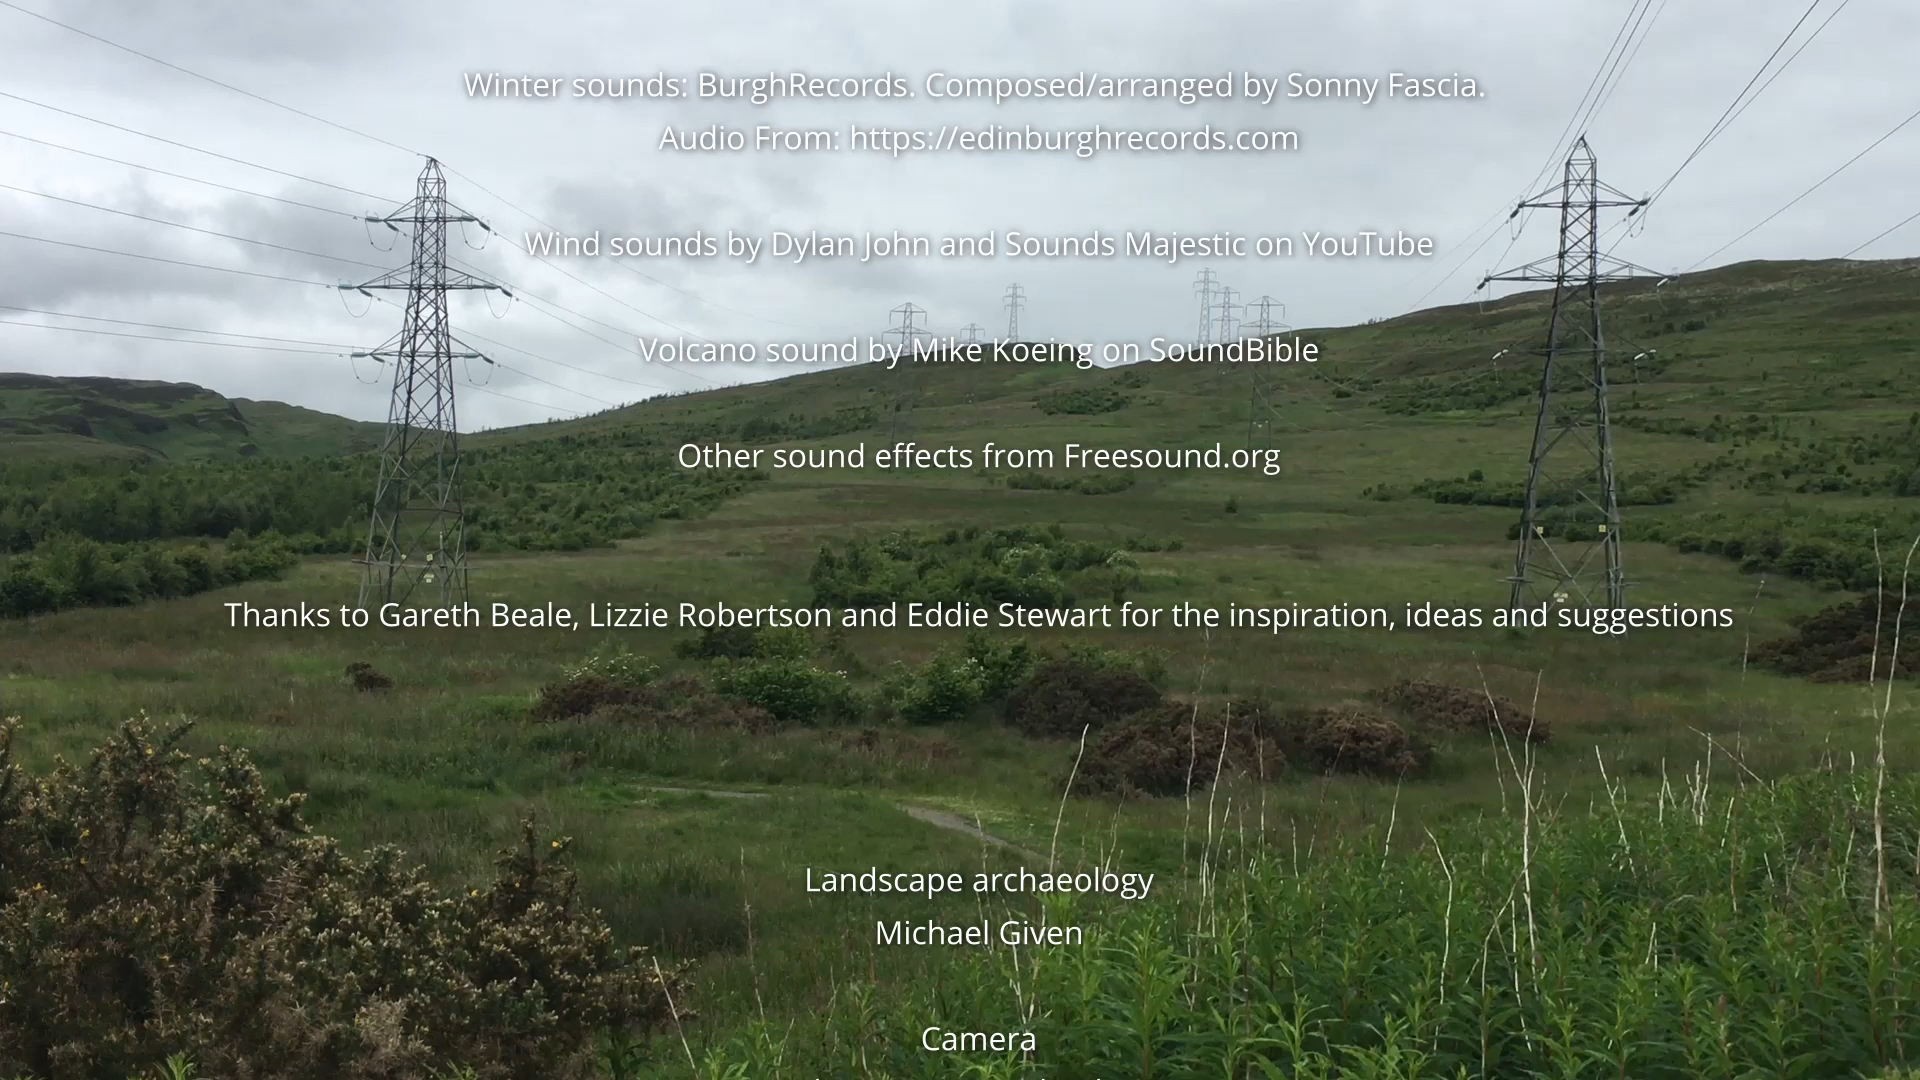 Winter sounds: BurghRecords. Composed/arranged by Sonny Fascia.
Audio From: https://edinburghrecords.com
Wind sounds by Dylan John and Sounds Majestic on YouTube
Volcano sound by Mike Koeing on SoundBible
Other sound effects from Freesound.org
Thanks to Gareth Beale, Lizzie Robertson and Eddie Stewart for the inspiration, ideas and suggestions
Landscape archaeology
Michael Given
Camera